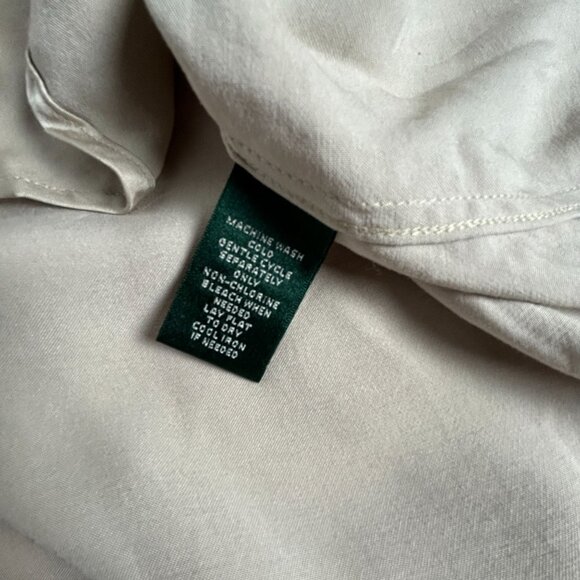 MACHINE WASH
COLD
GENTLE CYCLE
SEPARATELY
ONLY
NON-CHLORINE
BLEACH WHEN
NEEDED
LAY FLAT
TO DRY
COOL IRON
IF NEEDED